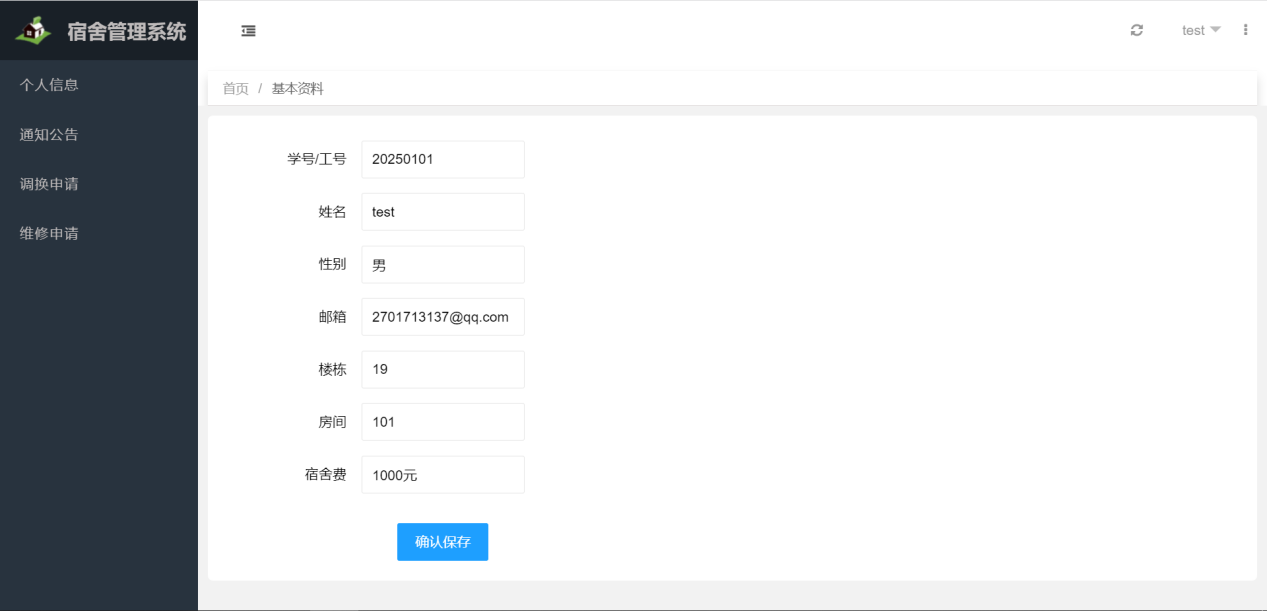 宿舍管理系统
test
个人信息
通知公告
调换申请
维修申请
首页 / 基本资料
学号/工号 20250101
姓名 test
性别 男
邮箱 2701713137@qq.com
楼栋 19
房间 101
宿舍费 1000元
确认保存